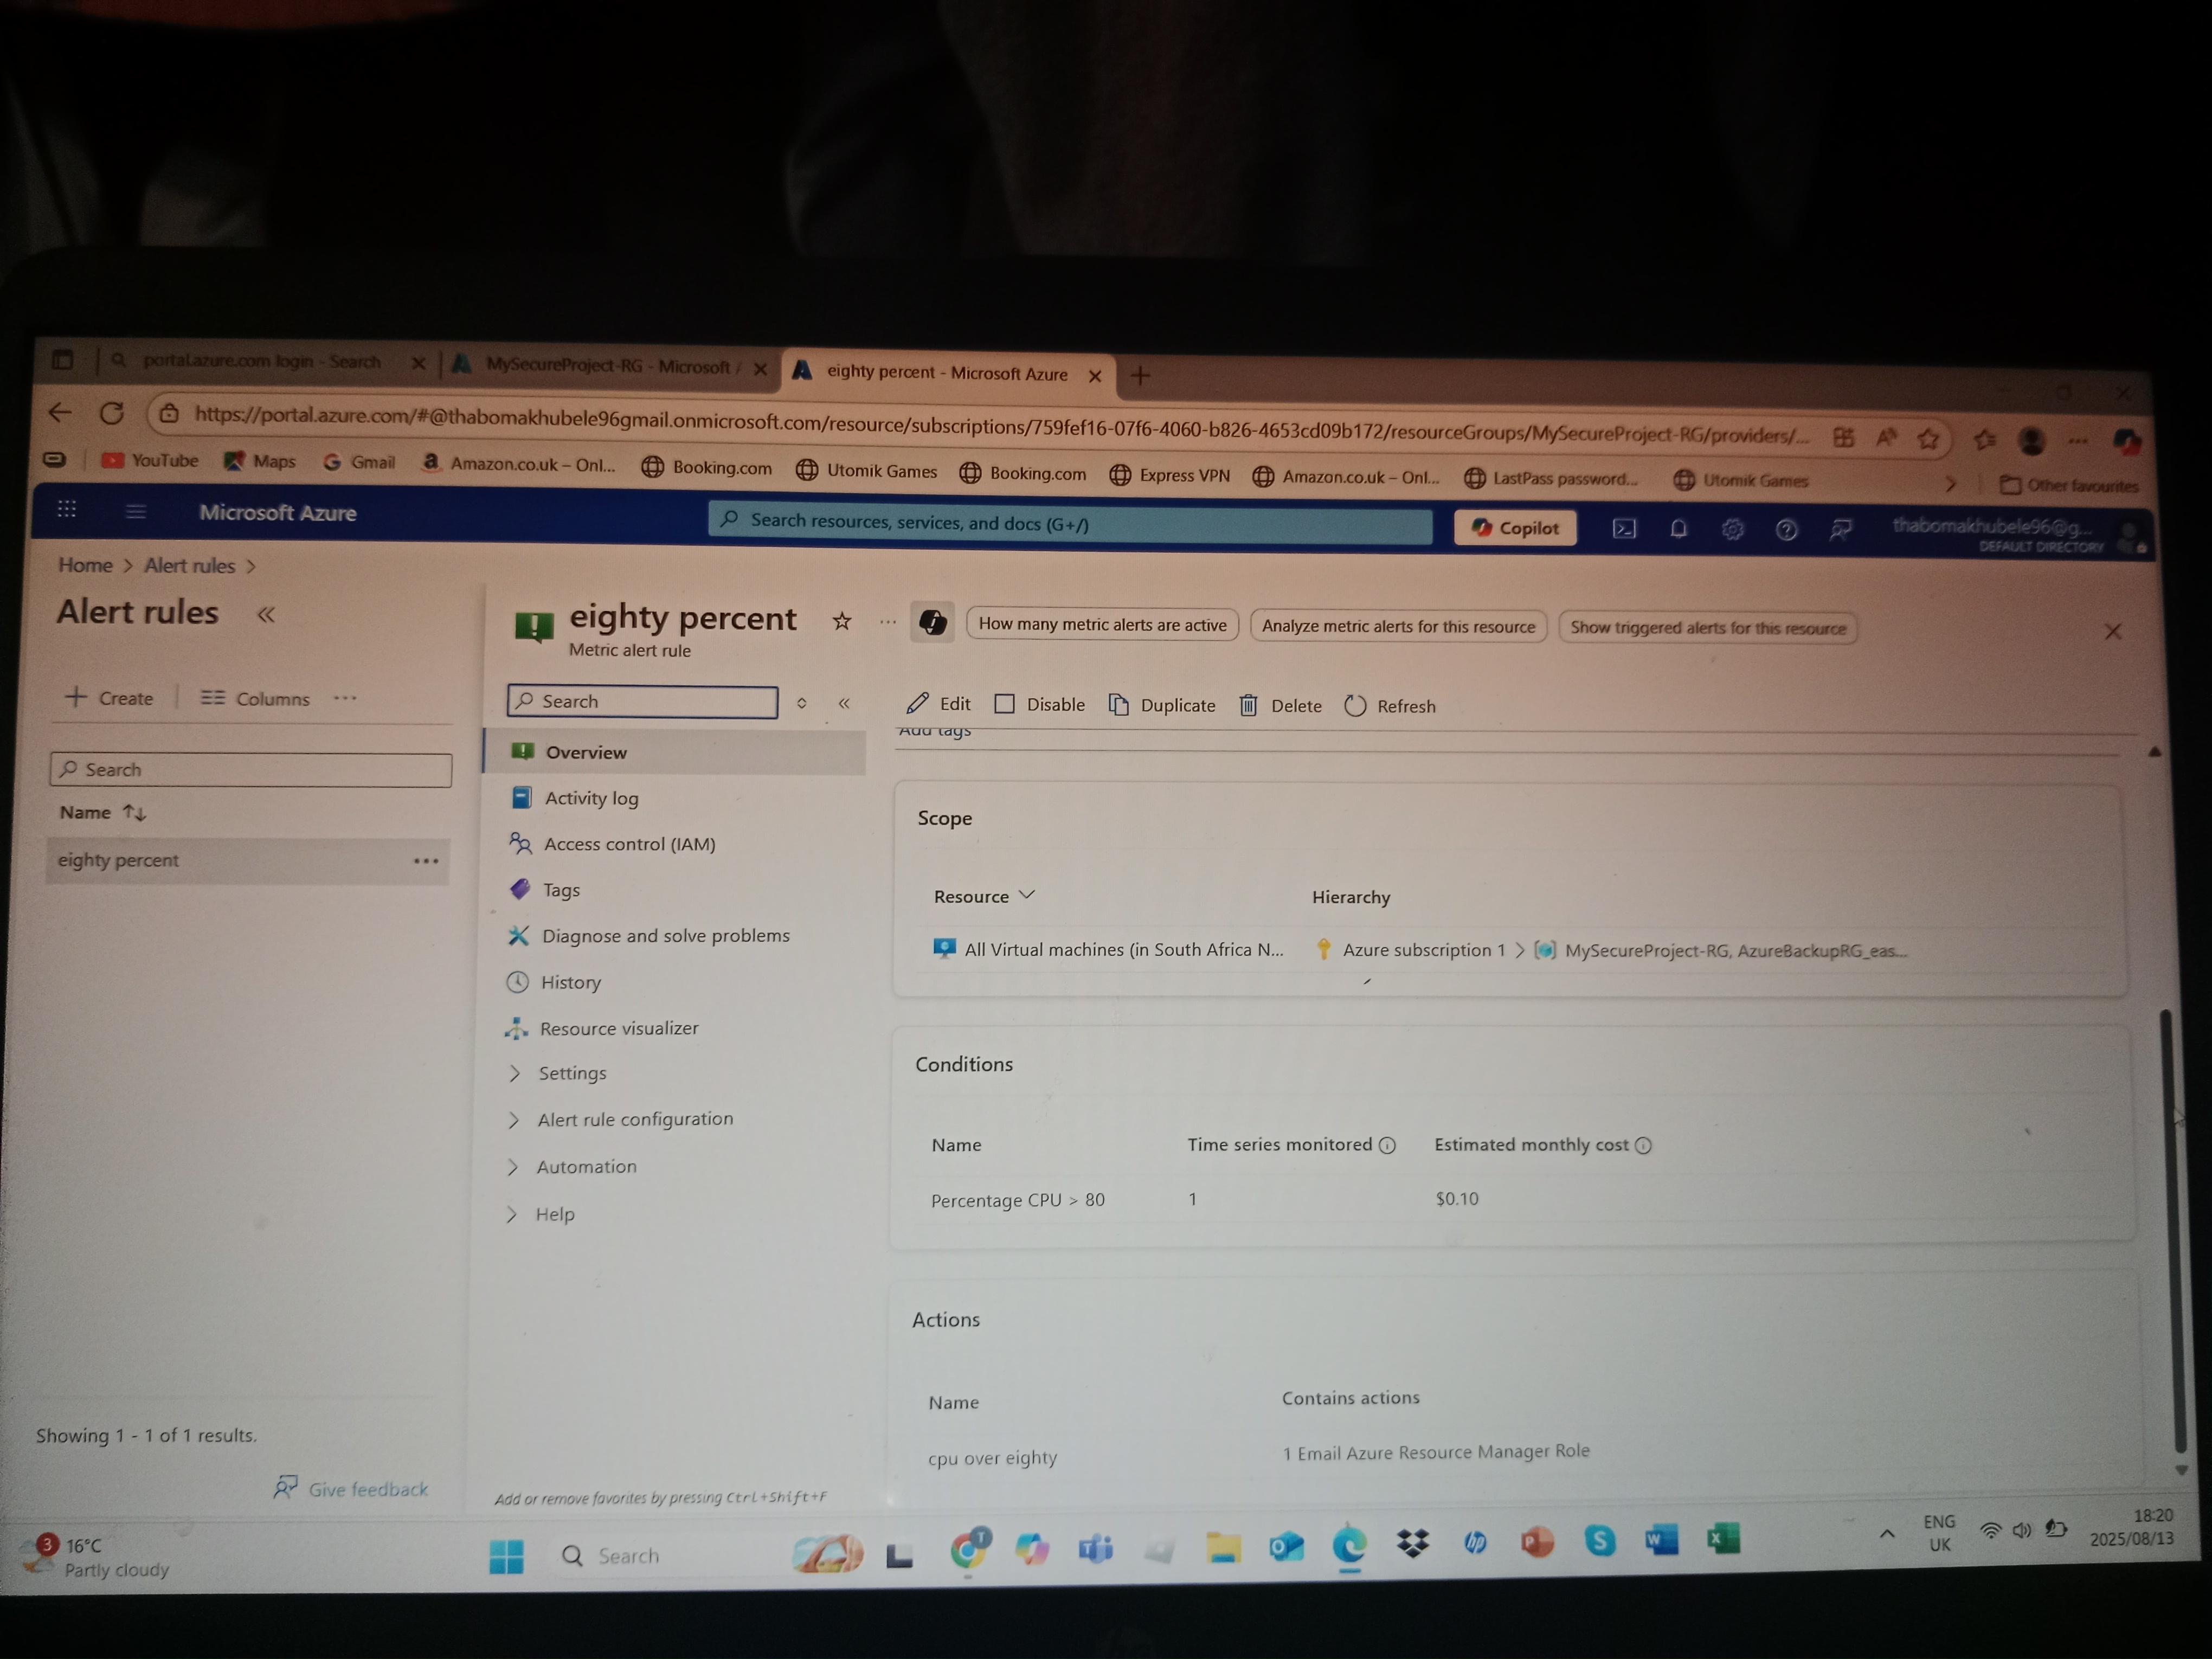 portal.azure.com login - Search
MySecureProject-RG - Microsoft A
eighty percent - Microsoft Azure
https://portal.azure.com/#@thabomakhubele96gmail.onmicrosoft.com/resource/subscriptions/759fef16-07f6-4060-b826-4653cd09b172/resourceGroups/MySecureProject-RG/providers/...
YouTube Maps Gmail Amazon.co.uk – Onl... Booking.com Utomik Games Booking.com Express VPN Amazon.co.uk – Onl... LastPass password... Utomik Games Other favourites
Microsoft Azure
Search resources, services, and docs (G+/)
Copilot
thabomakhubele96@g...
DEFAULT DIRECTORY
Home > Alert rules >
Alert rules
Create Columns ...
Search
Name
eighty percent ...
Showing 1 - 1 of 1 results.
Give feedback
eighty percent
Metric alert rule
How many metric alerts are active
Analyze metric alerts for this resource
Show triggered alerts for this resource
Search
Overview
Activity log
Access control (IAM)
Tags
Diagnose and solve problems
History
Resource visualizer
Settings
Alert rule configuration
Automation
Help
Add or remove favorites by pressing Ctrl+Shift+F
Edit Disable Duplicate Delete Refresh
Add tags
Scope
Resource Hierarchy
All Virtual machines (in South Africa N... Azure subscription 1 > MySecureProject-RG, AzureBackupRG_eas...
Conditions
Name Time series monitored Estimated monthly cost
Percentage CPU > 80 1 $0.10
Actions
Name Contains actions
cpu over eighty 1 Email Azure Resource Manager Role
3
16°C
Partly cloudy
Search
T
ENG
UK
18:20
2025/08/13